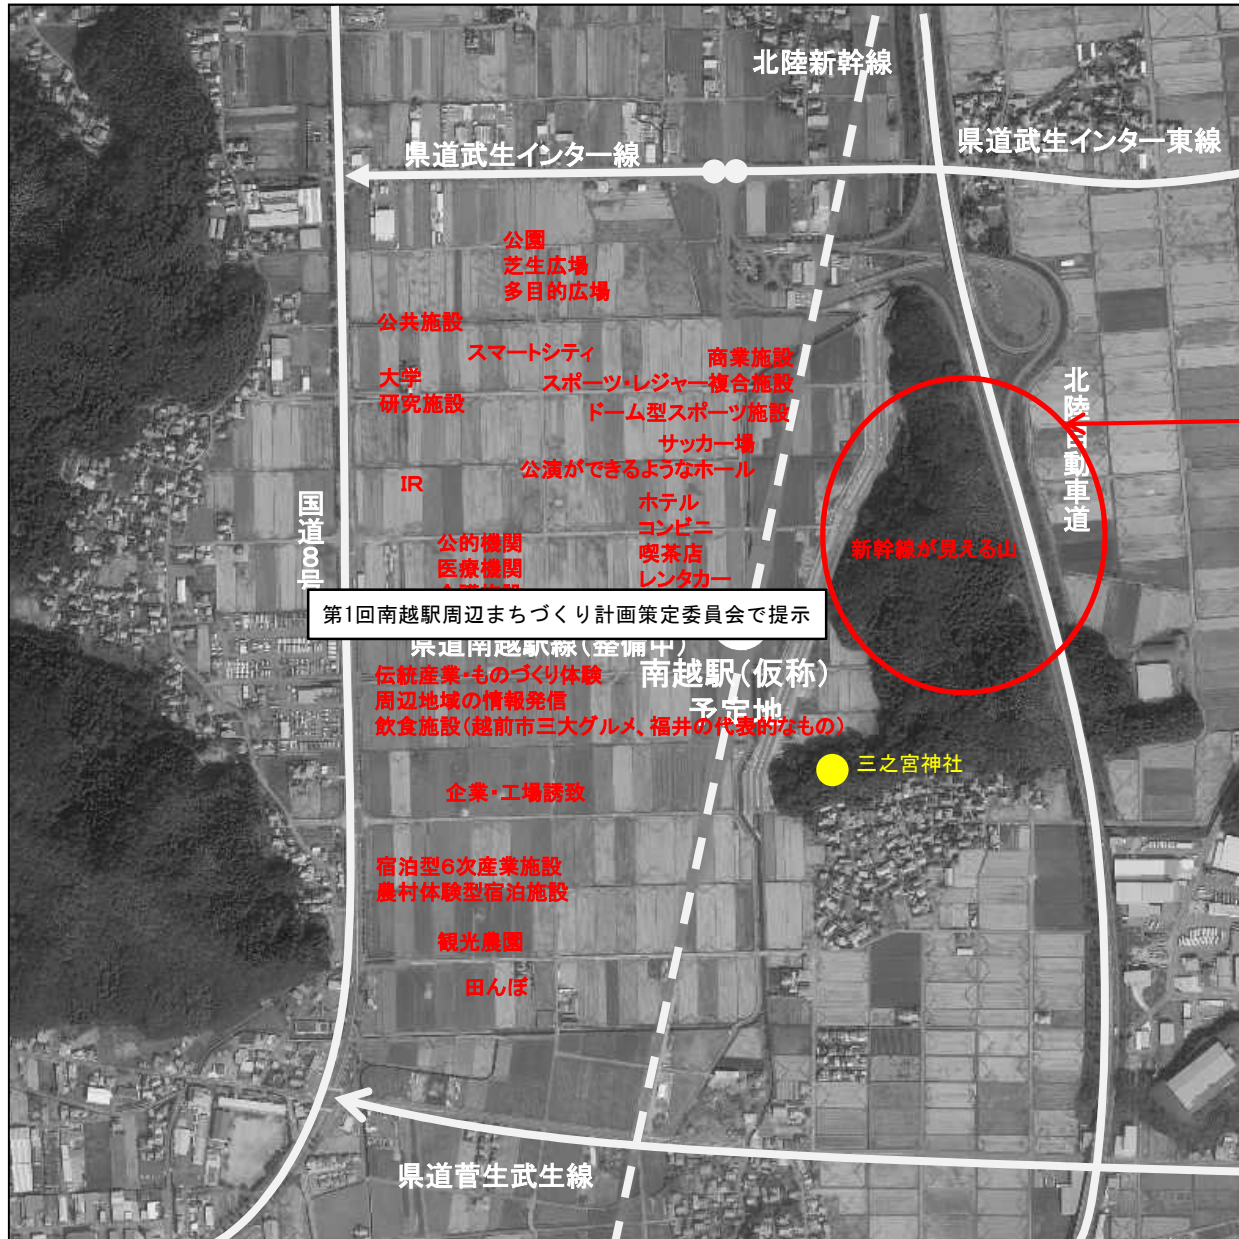 北陸新幹線
県道武生インター線
県道武生インター東線
公園
芝生広場
多目的広場
公共施設
スマートシティ
商業施設
大学
研究施設
スポーツ・レジャー複合施設
ドーム型スポーツ施設
サッカー場
公演ができるようなホール
IR
ホテル
コンビニ
喫茶店
レンタカー
北陸自動車道
国道8号
公的機関
医療機関
新幹線が見える山
第1回南越駅周辺まちづくり計画策定委員会で提示
県道南越駅線(整備中)
南越駅(仮称)
予定地
伝統産業・ものづくり体験
周辺地域の情報発信
飲食施設(越前市三大グルメ、福井の代表的なもの)
三之宮神社
企業・工場誘致
宿泊型6次産業施設
農村体験型宿泊施設
観光農園
田んぼ
県道菅生武生線